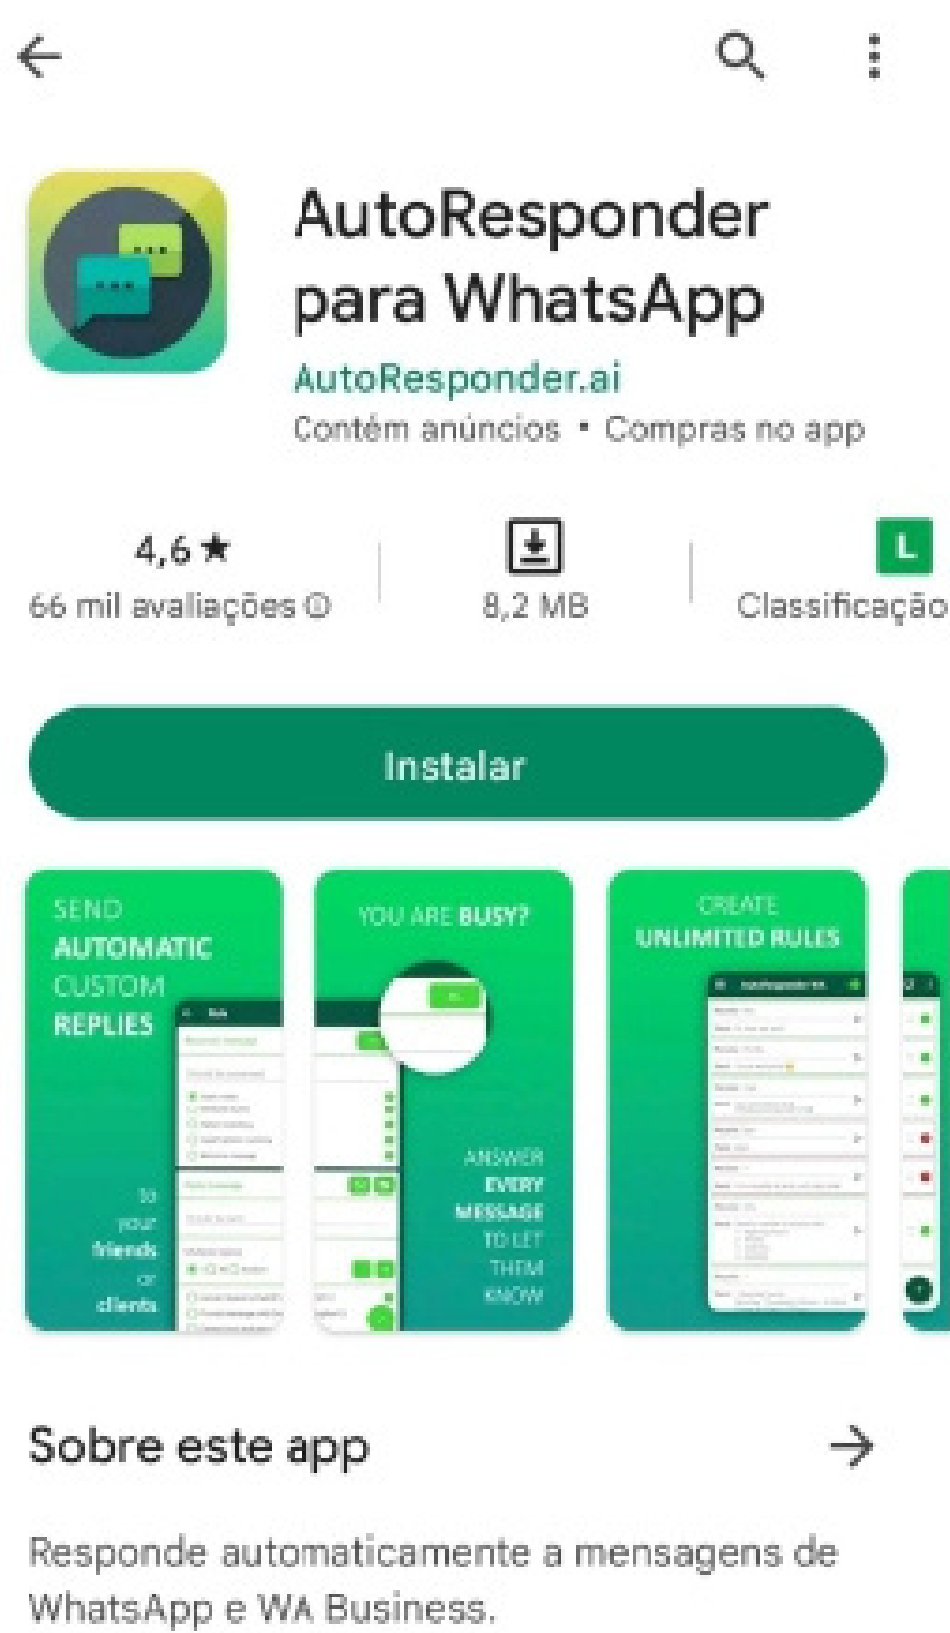 AutoResponder
para WhatsApp
AutoResponder.ai
Contém anúncios • Compras no app
4,6 ★
66 mil avaliações
8,2 MB
L
Classificação
Instalar
SEND
AUTOMATIC
CUSTOM
REPLIES
to
your
friends
or
clients
YOU ARE BUSY?
ANSWER
EVERY
MESSAGE
TO LET
THEM
KNOW
CREATE
UNLIMITED RULES
Sobre este app
Responde automaticamente a mensagens de
WhatsApp e WA Business.